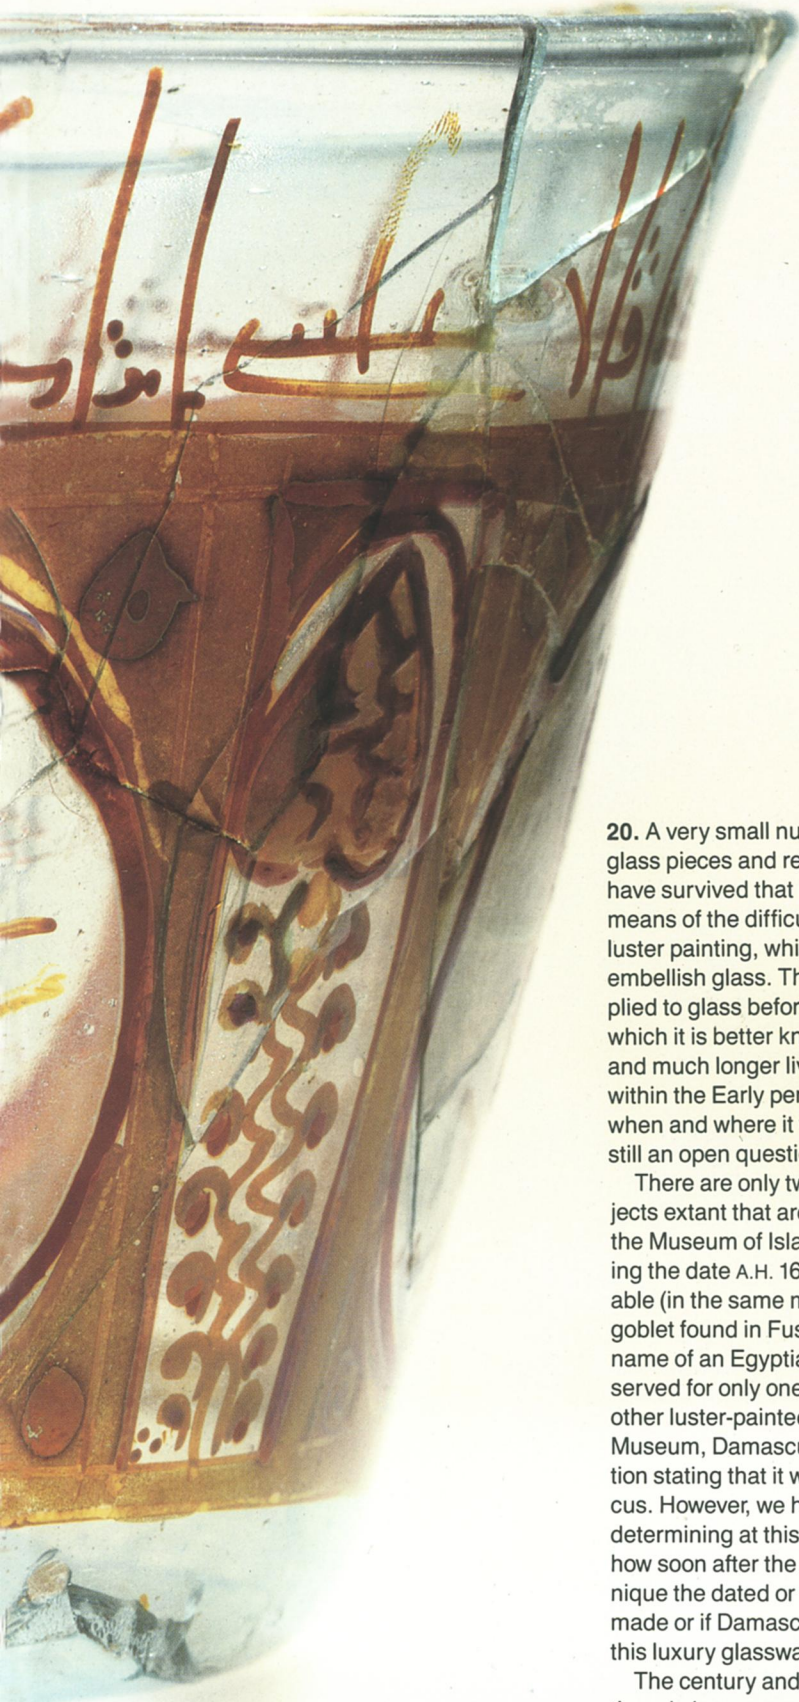 20. A very small nu
glass pieces and re
have survived that
means of the difficu
luster painting, whi
embellish glass. Th
plied to glass befor
which it is better kn
and much longer liv
within the Early per
when and where it
still an open questi
There are only tw
jects extant that are
the Museum of Isla
ing the date A.H. 16
able (in the same m
goblet found in Fus
name of an Egyptia
served for only one
other luster-painted
Museum, Damascu
tion stating that it w
cus. However, we h
determining at this
how soon after the
nique the dated or
made or if Damasc
this luxury glasswa
The century and